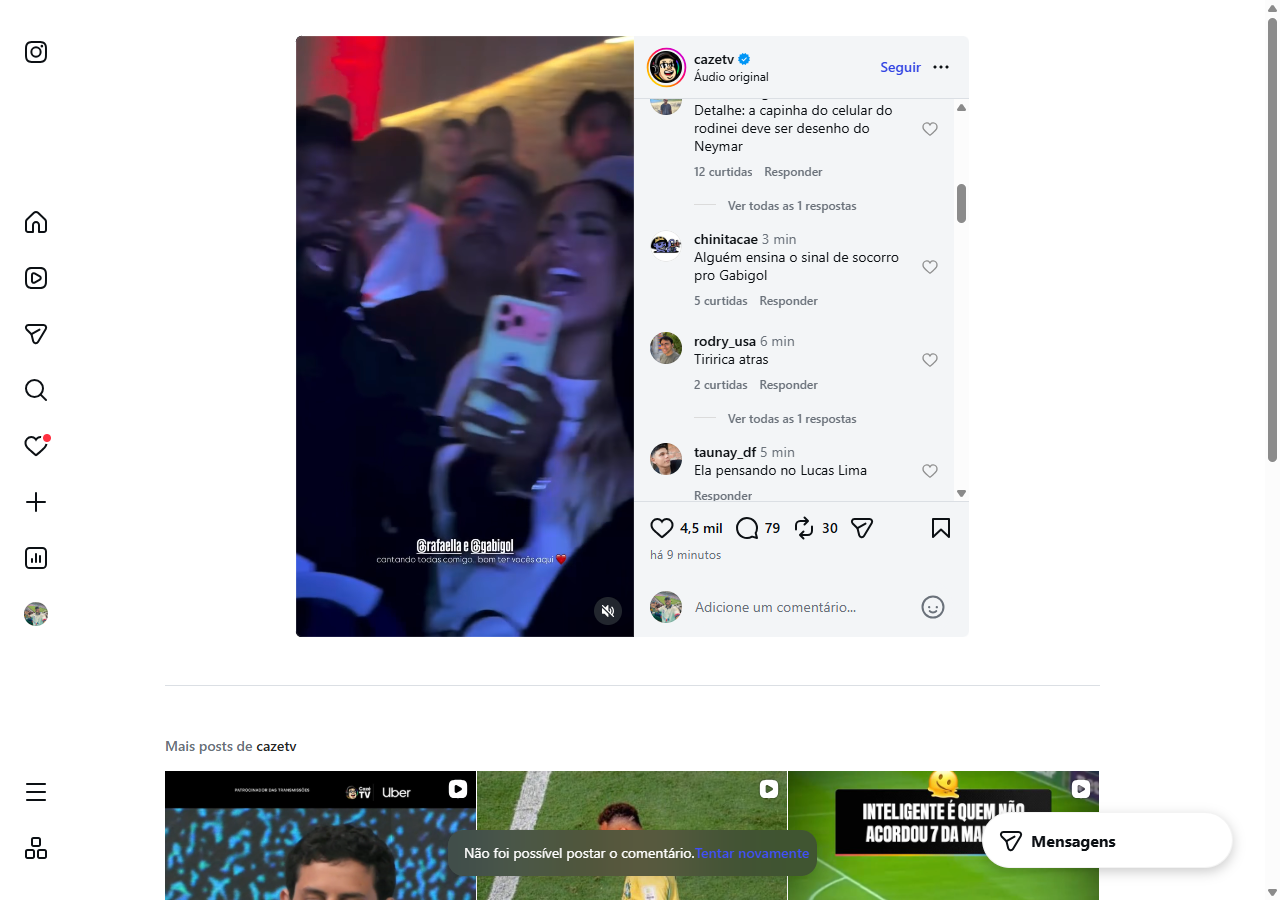 cazetv
Áudio original
Seguir
Detalhe: a capinha do celular do
rodinei deve ser desenho do
Neymar
12 curtidas Responder
Ver todas as 1 respostas
chinitacae 3 min
Alguém ensina o sinal de socorro
pro Gabigol
5 curtidas Responder
rodry_usa 6 min
Tiririca atras
2 curtidas Responder
Ver todas as 1 respostas
taunay_df 5 min
Ela pensando no Lucas Lima
Responder
@rafaella e @gabigol
cantando todas comigo.. bom ter vocês aqui
4,5 mil 79 30
há 9 minutos
Adicione um comentário...
Mais posts de cazetv
PATROCINADOR DAS TRANSMISSÕES
CazéTV
Uber
INTELIGENTE É QUEM NÃO
Mensagens
Não foi possível postar o comentário. Tentar novamente